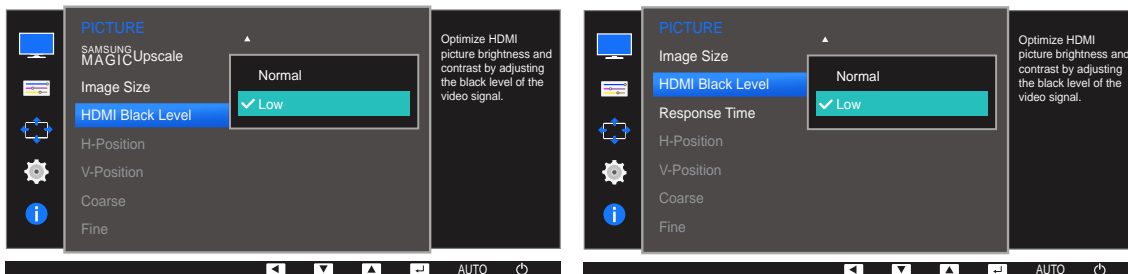 PICTURE
SAMSUNG
MAGIC Upscale
Image Size
HDMI Black Level
H-Position
V-Position
Coarse
Fine
Normal
Low
Optimize HDMI
picture brightness and
contrast by adjusting
the black level of the
video signal.
AUTO
PICTURE
Image Size
HDMI Black Level
Response Time
H-Position
V-Position
Coarse
Fine
Normal
Low
Optimize HDMI
picture brightness and
contrast by adjusting
the black level of the
video signal.
AUTO